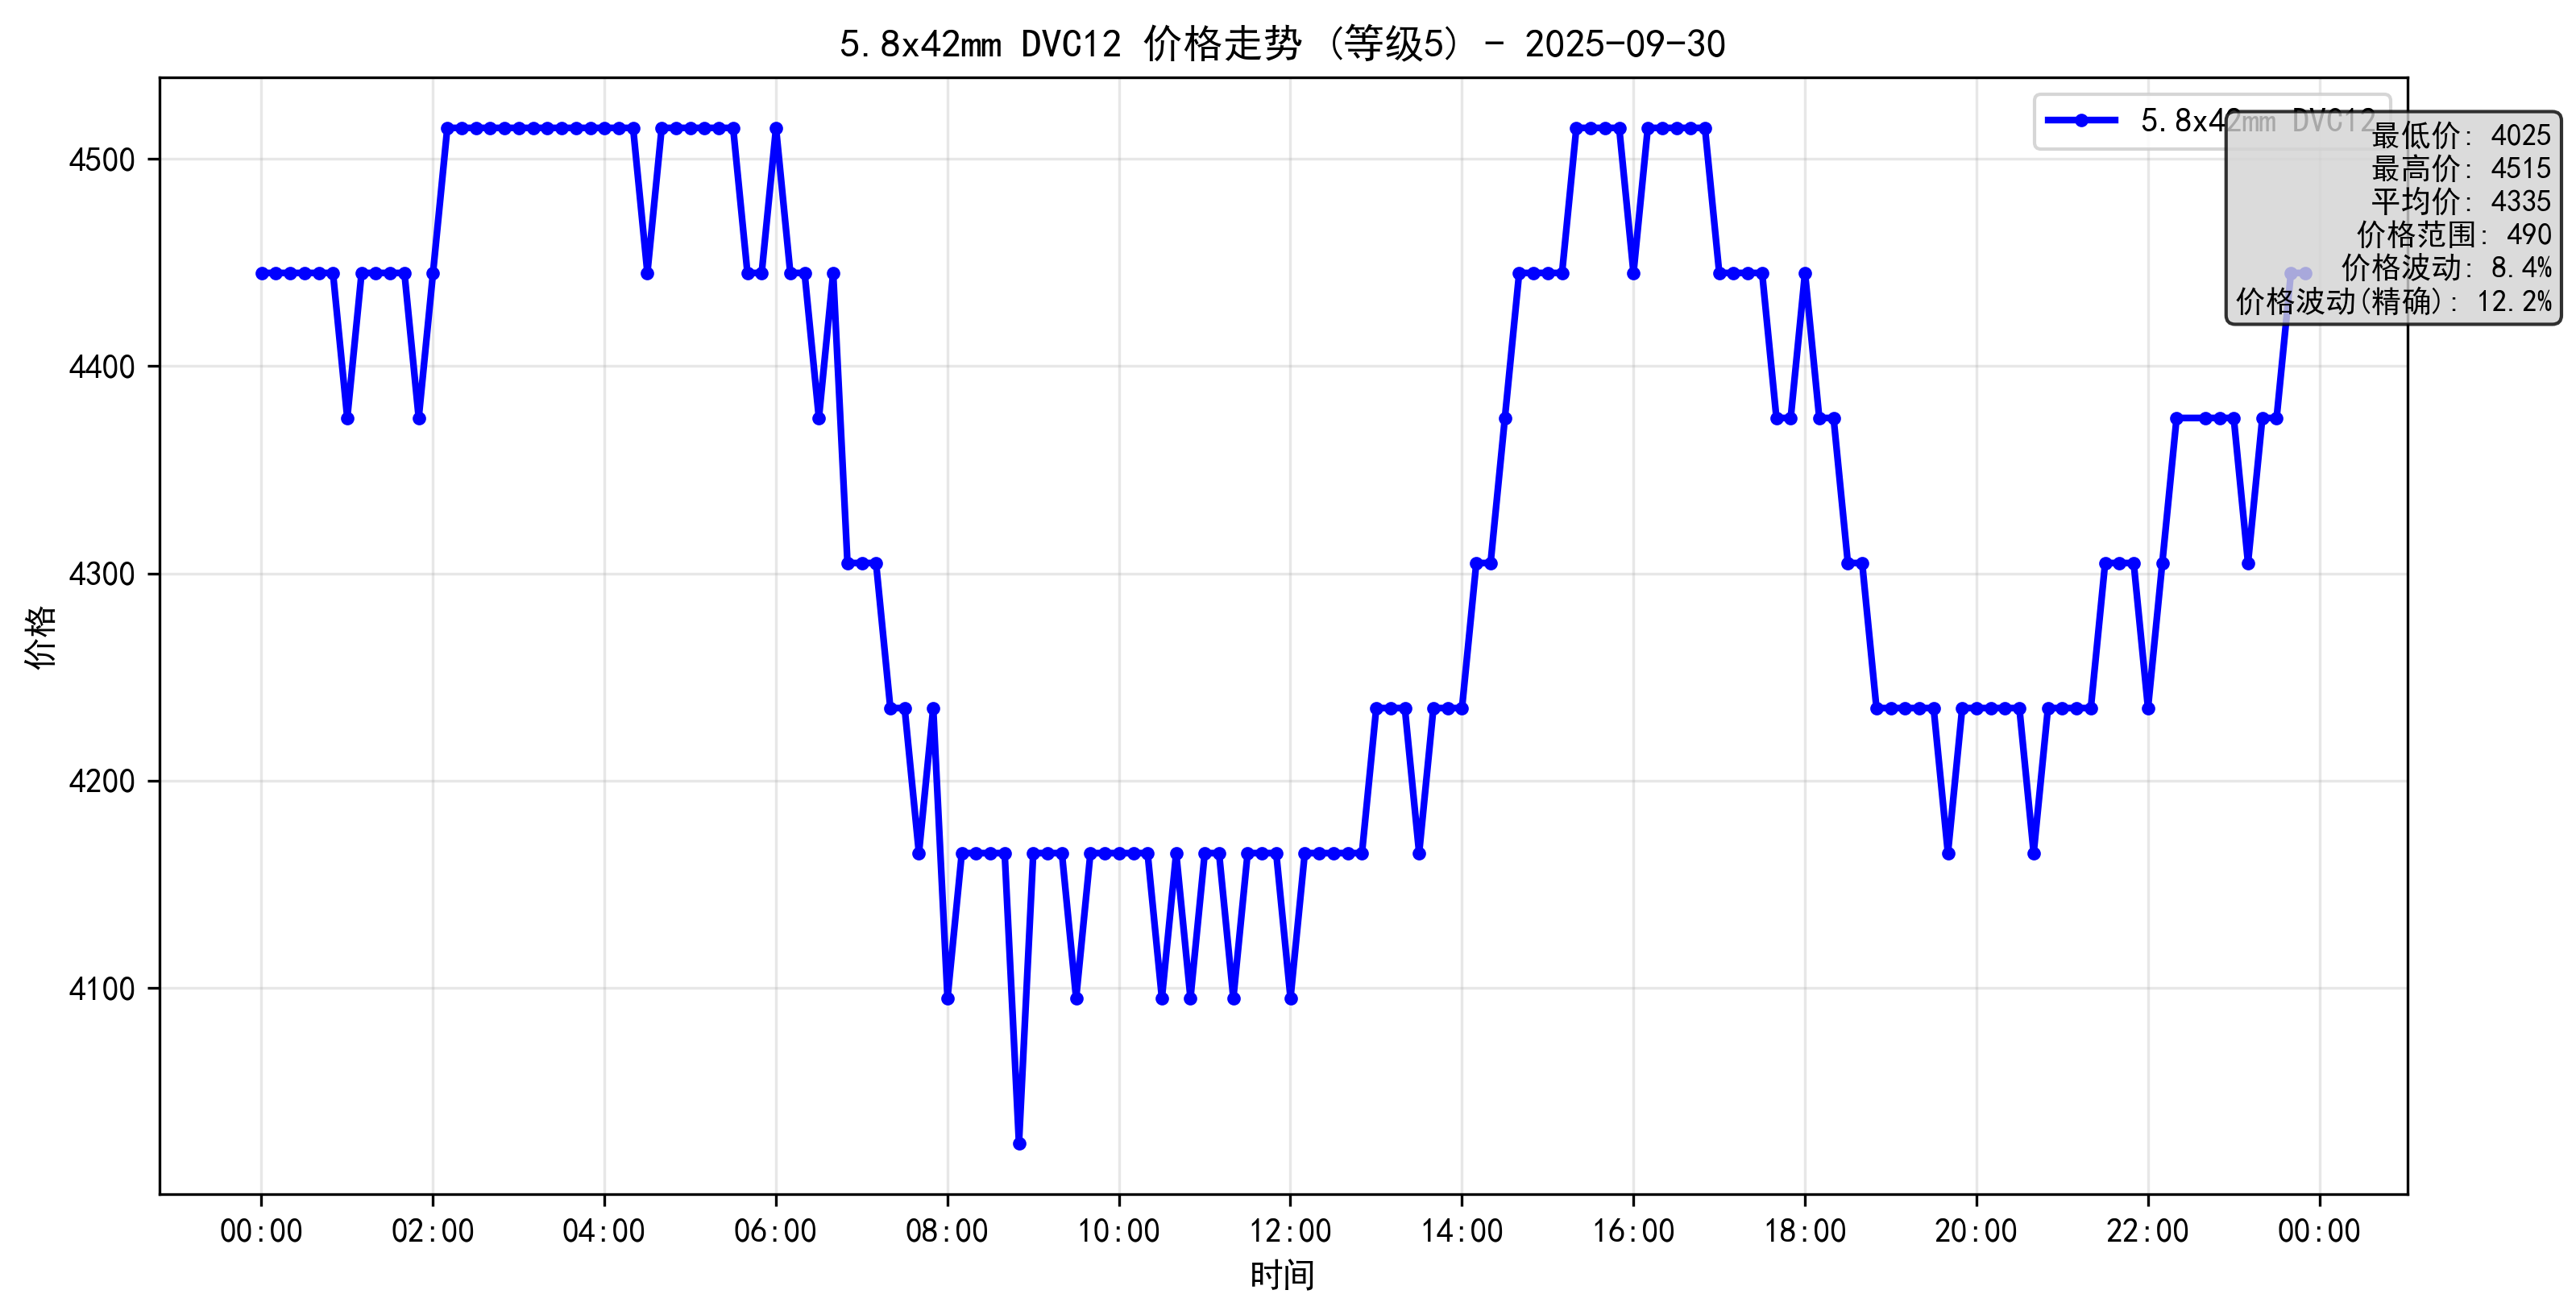 5.8x42mm DVC12 价格走势 (等级5) - 2025-09-30
5.8x42mm DVC12
最低价: 4025
最高价: 4515
平均价: 4335
价格范围: 490
价格波动: 8.4%
价格波动(精确): 12.2%
4500
4400
4300
4200
4100
价格
00:00 02:00 04:00 06:00 08:00 10:00 12:00 14:00 16:00 18:00 20:00 22:00 00:00
时间